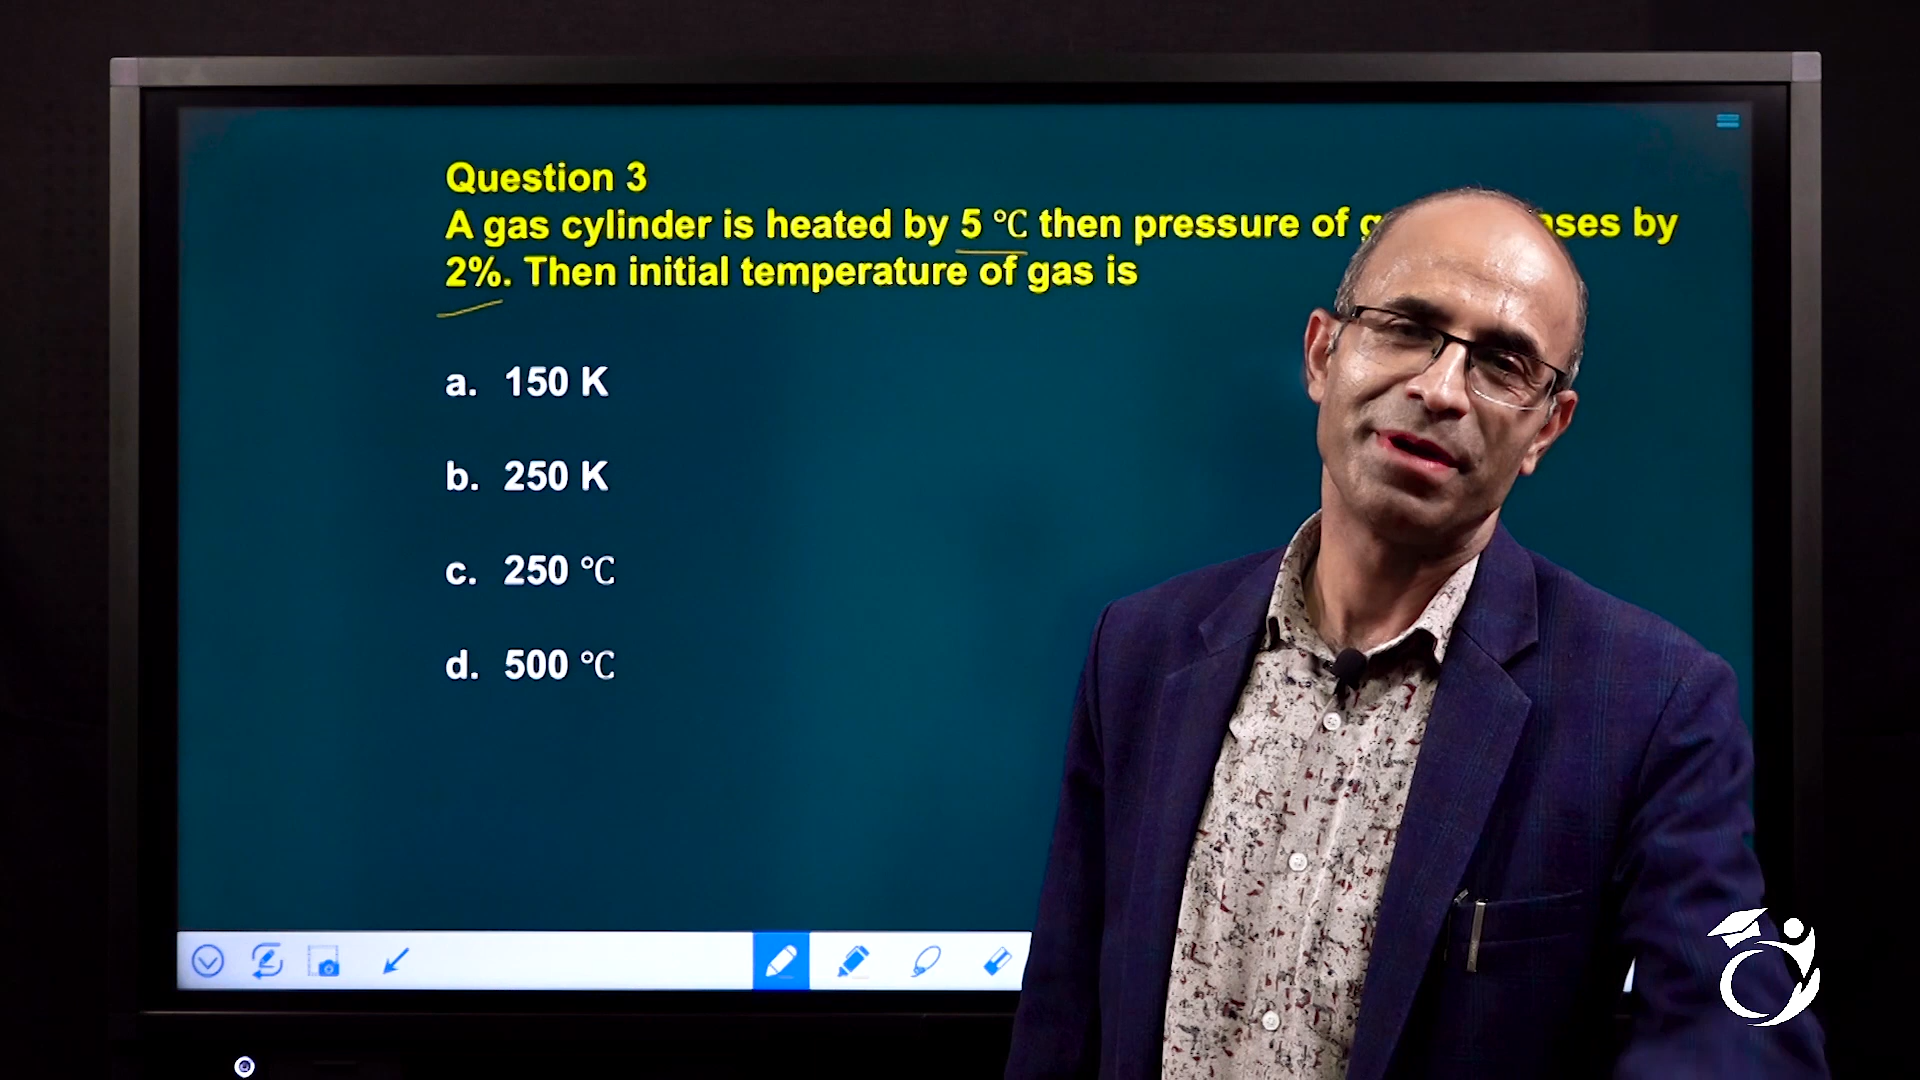 Question 3
A gas cylinder is heated by 5 ℃ then pressure of by
2%. Then initial temperature of gas is
a. 150 K
b. 250 K
c. 250 ℃
d. 500 ℃